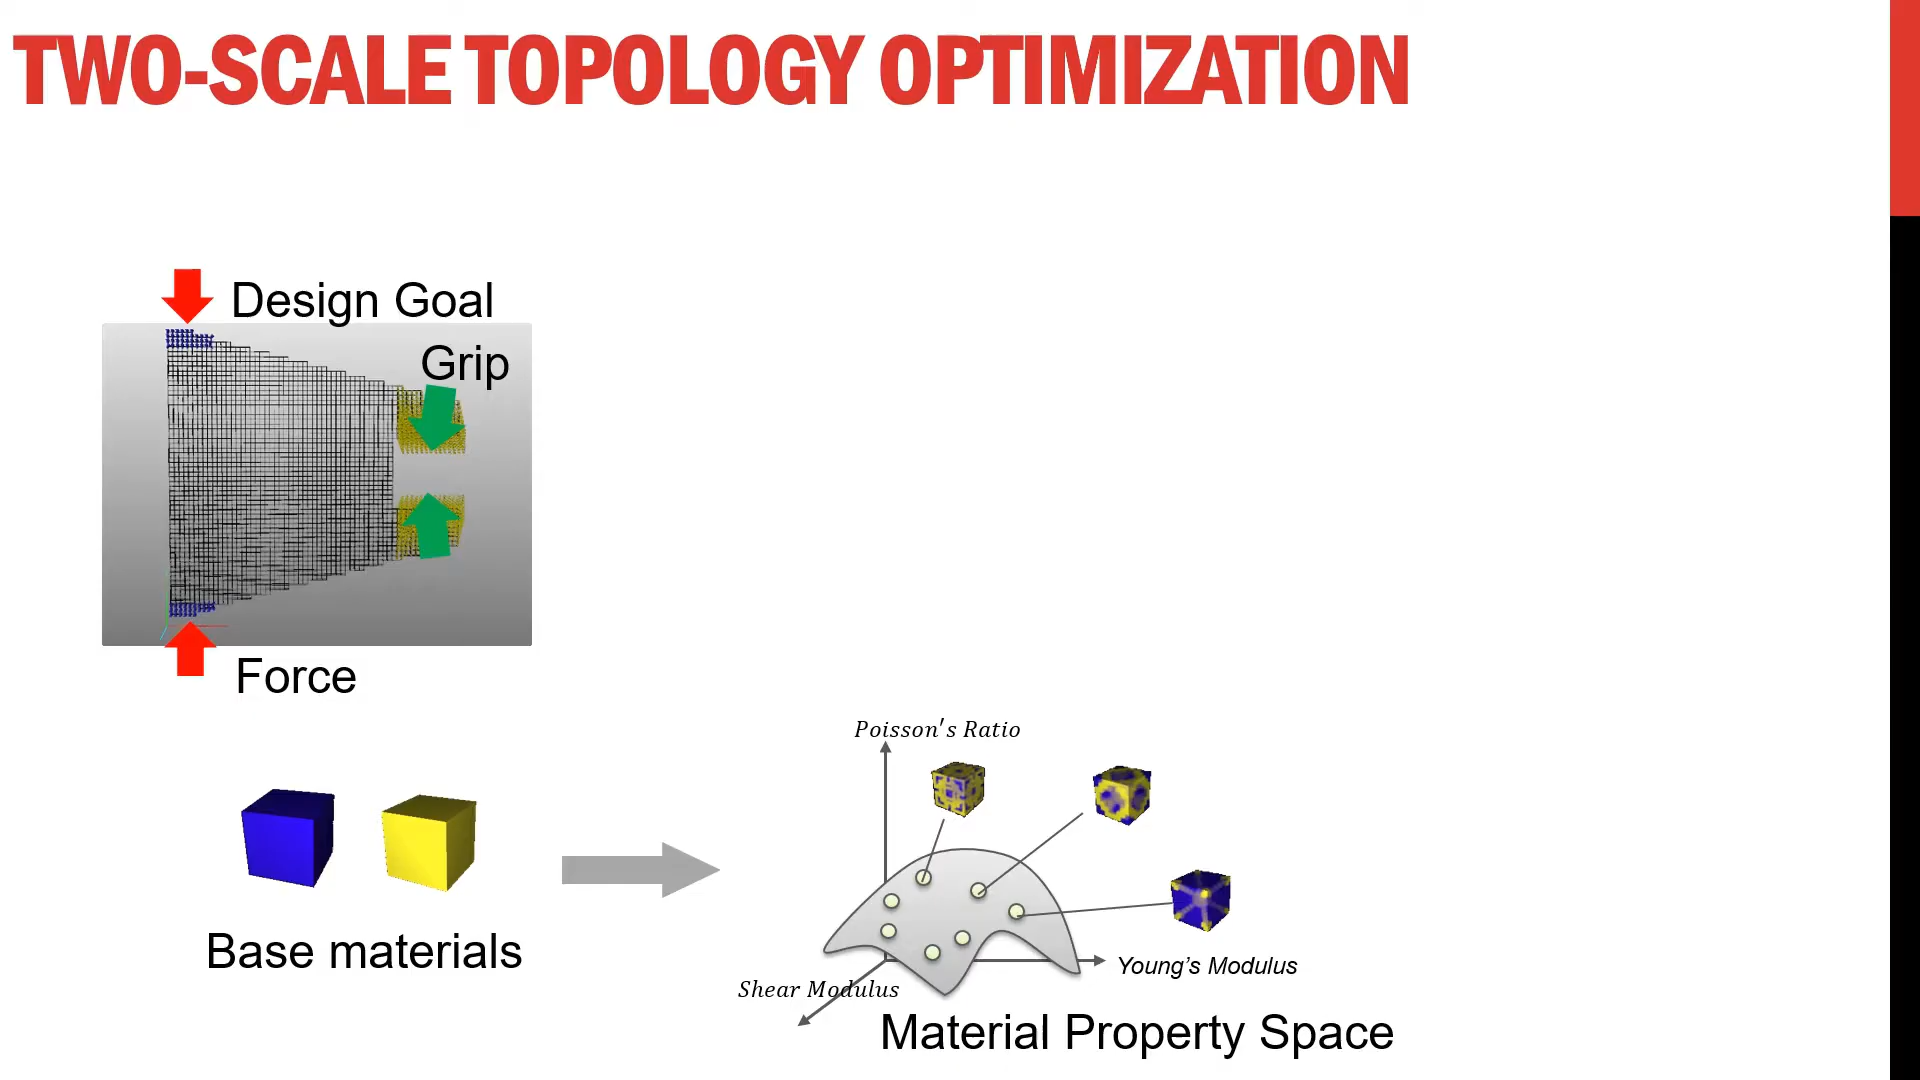 TWO-SCALE TOPOLOGY OPTIMIZATION
Design Goal
Grip
Force
Base materials
Poisson′s Ratio
Young’s Modulus
Shear Modulus
Material Property Space